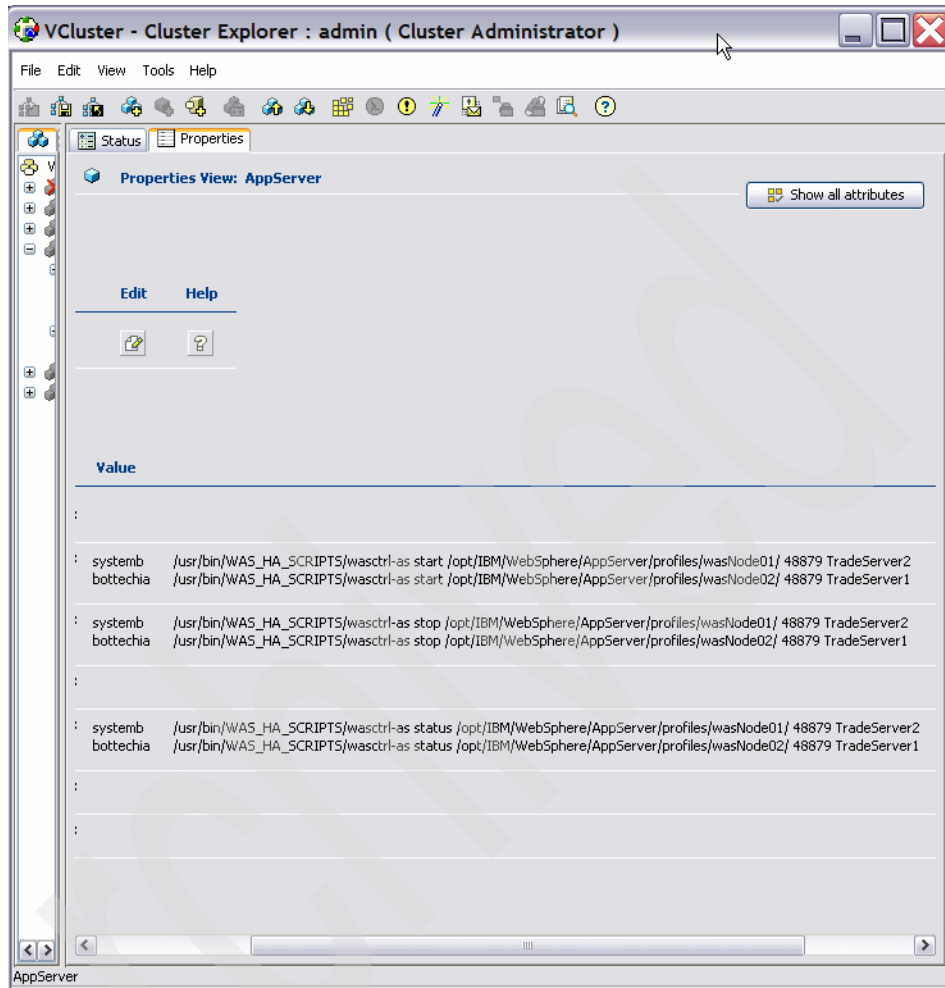 VCluster - Cluster Explorer : admin ( Cluster Administrator )
File Edit View Tools Help
Status Properties
Properties View: AppServer
Show all attributes
Edit Help
Value
:
: systemb /usr/bin/WAS_HA_SCRIPTS/wasctrl-as start /opt/IBM/WebSphere/AppServer/profiles/wasNode01/ 48879 TradeServer2
bottechia /usr/bin/WAS_HA_SCRIPTS/wasctrl-as start /opt/IBM/WebSphere/AppServer/profiles/wasNode02/ 48879 TradeServer1
: systemb /usr/bin/WAS_HA_SCRIPTS/wasctrl-as stop /opt/IBM/WebSphere/AppServer/profiles/wasNode01/ 48879 TradeServer2
bottechia /usr/bin/WAS_HA_SCRIPTS/wasctrl-as stop /opt/IBM/WebSphere/AppServer/profiles/wasNode02/ 48879 TradeServer1
:
: systemb /usr/bin/WAS_HA_SCRIPTS/wasctrl-as status /opt/IBM/WebSphere/AppServer/profiles/wasNode01/ 48879 TradeServer2
bottechia /usr/bin/WAS_HA_SCRIPTS/wasctrl-as status /opt/IBM/WebSphere/AppServer/profiles/wasNode02/ 48879 TradeServer1
:
:
AppServer